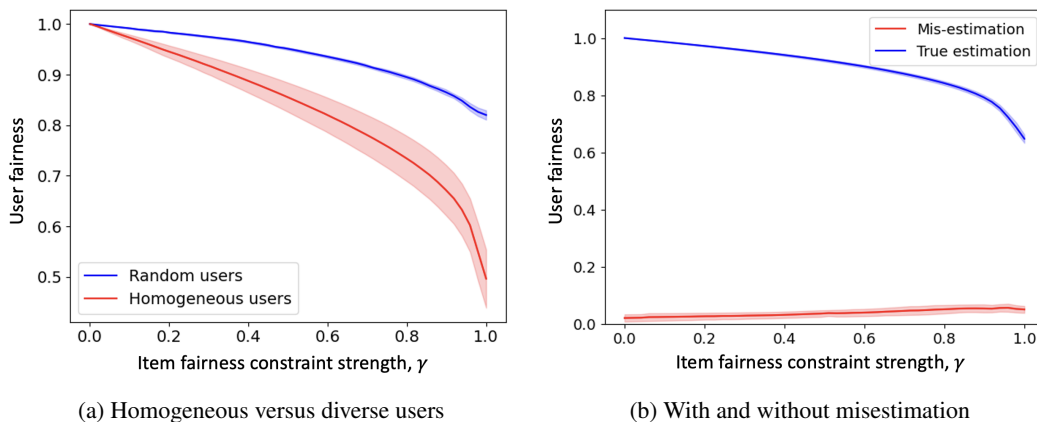 1.0
0.9
0.8
0.7
0.6
0.5
User fairness
Random users
Homogeneous users
0.0 0.2 0.4 0.6 0.8 1.0
Item fairness constraint strength, γ
(a) Homogeneous versus diverse users
1.0
0.8
0.6
0.4
0.2
0.0
User fairness
Mis-estimation
True estimation
0.0 0.2 0.4 0.6 0.8 1.0
Item fairness constraint strength, γ
(b) With and without misestimation